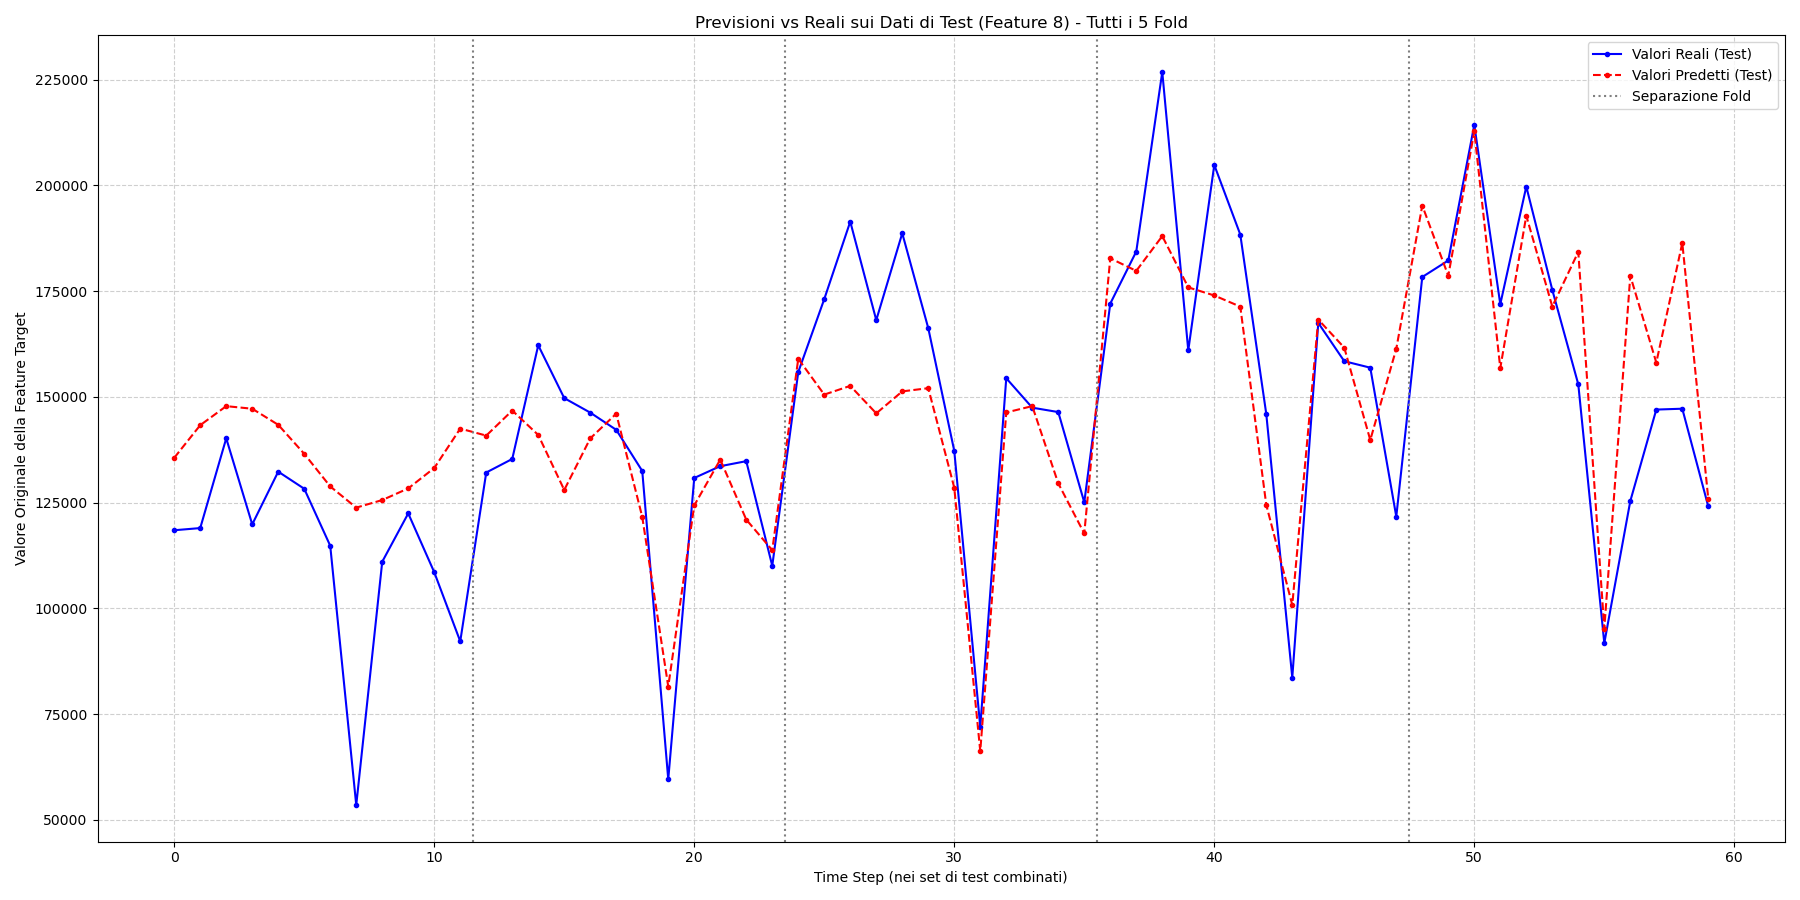 Previsioni vs Reali sui Dati di Test (Feature 8) - Tutti i 5 Fold
Valori Reali (Test)
Valori Predetti (Test)
Separazione Fold
Valore Originale della Feature Target
225000
200000
175000
150000
125000
100000
75000
50000
0 10 20 30 40 50 60
Time Step (nei set di test combinati)